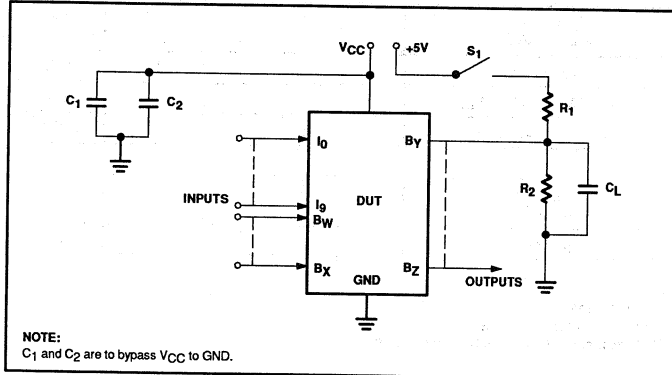 VCC +5V S1
C1 C2 R1
I0 BY
R2 CL
INPUTS I9 DUT
BW
BX GND BZ
OUTPUTS
NOTE:
C1 and C2 are to bypass VCC to GND.